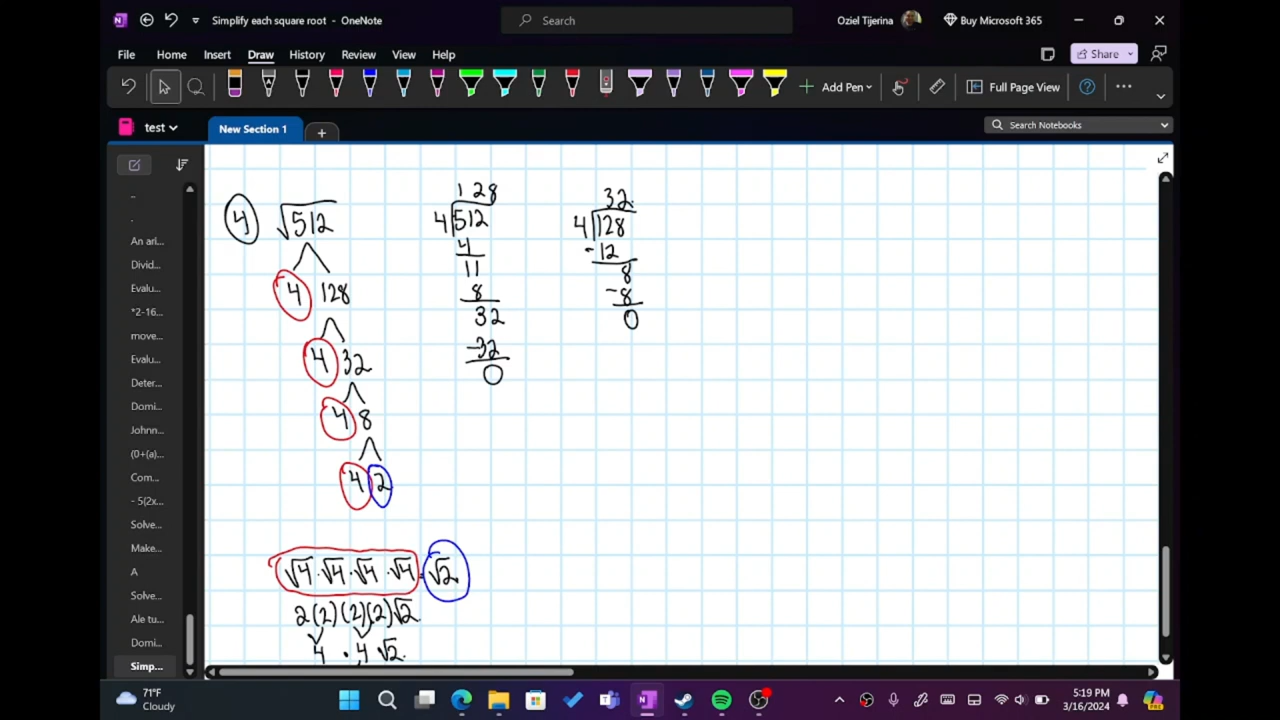 Simplify each square root - OneNote
Search
Oziel Tijerina
Buy Microsoft 365
File Home Insert Draw History Review View Help
Share
Add Pen
Full Page View
test
New Section 1
+
Search Notebooks
An ari...
Divid...
Evalu...
*2-16...
move...
Evalu...
Deter...
Domi...
Johnn...
(0+(a)...
Com...
- 5(2x...
Solve...
Make...
A
Solve...
Ale tu...
Domi...
Simp...
4 √512
4 128
4 32
4 8
4 2
√4 · √4 · √4 · √4 · √2
2(2)(2)(2)√2
4 · 4 √2
128
4 512
4
11
8
32
-32
0
32
4 128
-12
8
-8
0
71°F
Cloudy
5:19 PM
3/16/2024
PRE